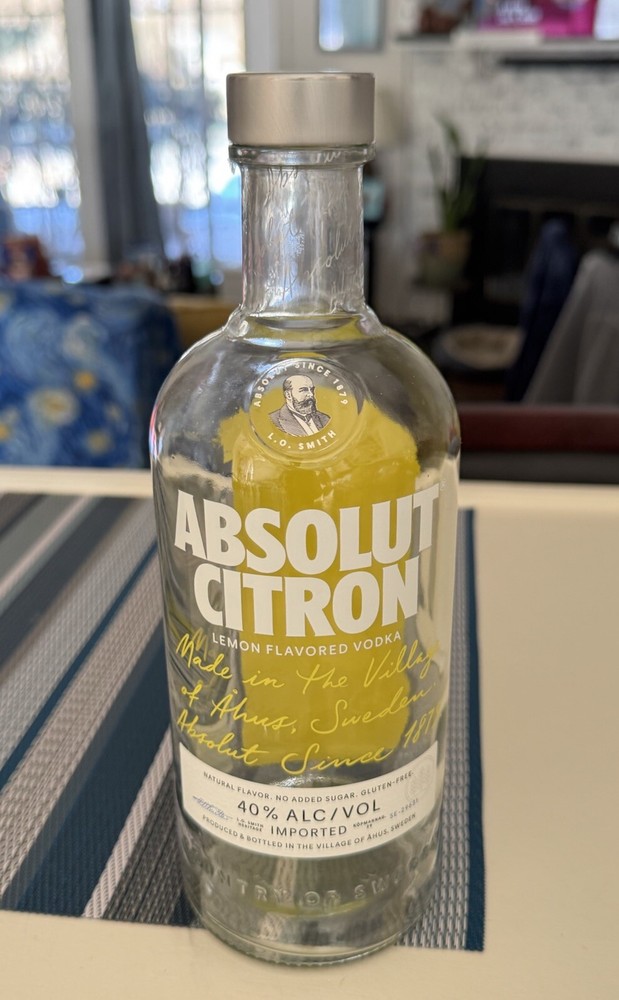 ABSOLUT SINCE 1879
L.O. SMITH
ABSOLUT
CITRON
LEMON FLAVORED VODKA
Made in the Village
of Åhus, Sweden
Absolut Since 187
NATURAL FLAVOR. NO ADDED SUGAR. GLUTEN-FREE.
40% ALC/VOL
IMPORTED
PRODUCED & BOTTLED IN THE VILLAGE OF ÅHUS, SWEDEN